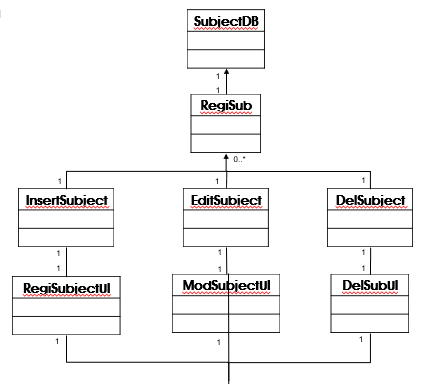 SubjectDB
1
1
RegiSub
0..*
1
1
1
InsertSubject
EditSubject
DelSubject
1
1
1
1
1
1
RegiSubjectUI
ModSubjectUI
DelSubUI
1
1
1